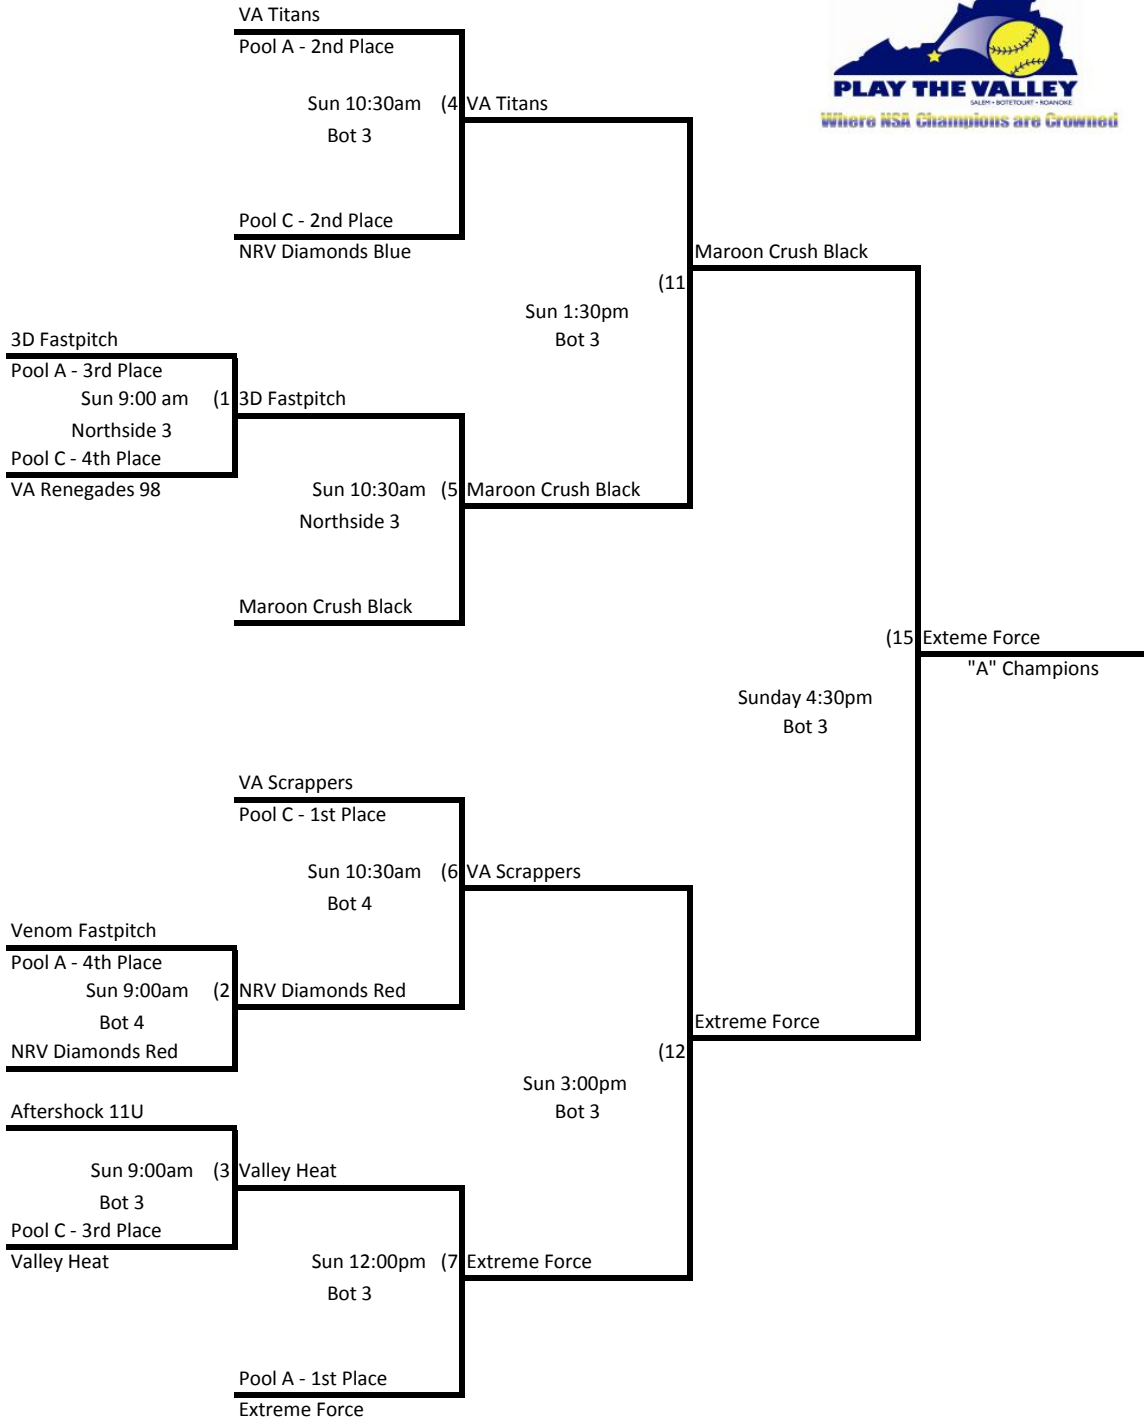 VA Titans
Pool A - 2nd Place
Sun 10:30am (4 VA Titans
Bot 3
Pool C - 2nd Place
NRV Diamonds Blue
PLAY THE VALLEY
SALEM • BOTETOURT • ROANOKE
Where NSA Champions are Crowned
Maroon Crush Black
(11
Sun 1:30pm
Bot 3
3D Fastpitch
Pool A - 3rd Place
Sun 9:00 am (1 3D Fastpitch
Northside 3
Pool C - 4th Place
VA Renegades 98
Sun 10:30am (5 Maroon Crush Black
Northside 3
Maroon Crush Black
(15 Exteme Force
"A" Champions
Sunday 4:30pm
Bot 3
VA Scrappers
Pool C - 1st Place
Sun 10:30am (6 VA Scrappers
Bot 4
Venom Fastpitch
Pool A - 4th Place
Sun 9:00am (2 NRV Diamonds Red
Bot 4
NRV Diamonds Red
Extreme Force
(12
Sun 3:00pm
Bot 3
Aftershock 11U
Sun 9:00am (3 Valley Heat
Bot 3
Pool C - 3rd Place
Valley Heat
Sun 12:00pm (7 Extreme Force
Bot 3
Pool A - 1st Place
Extreme Force